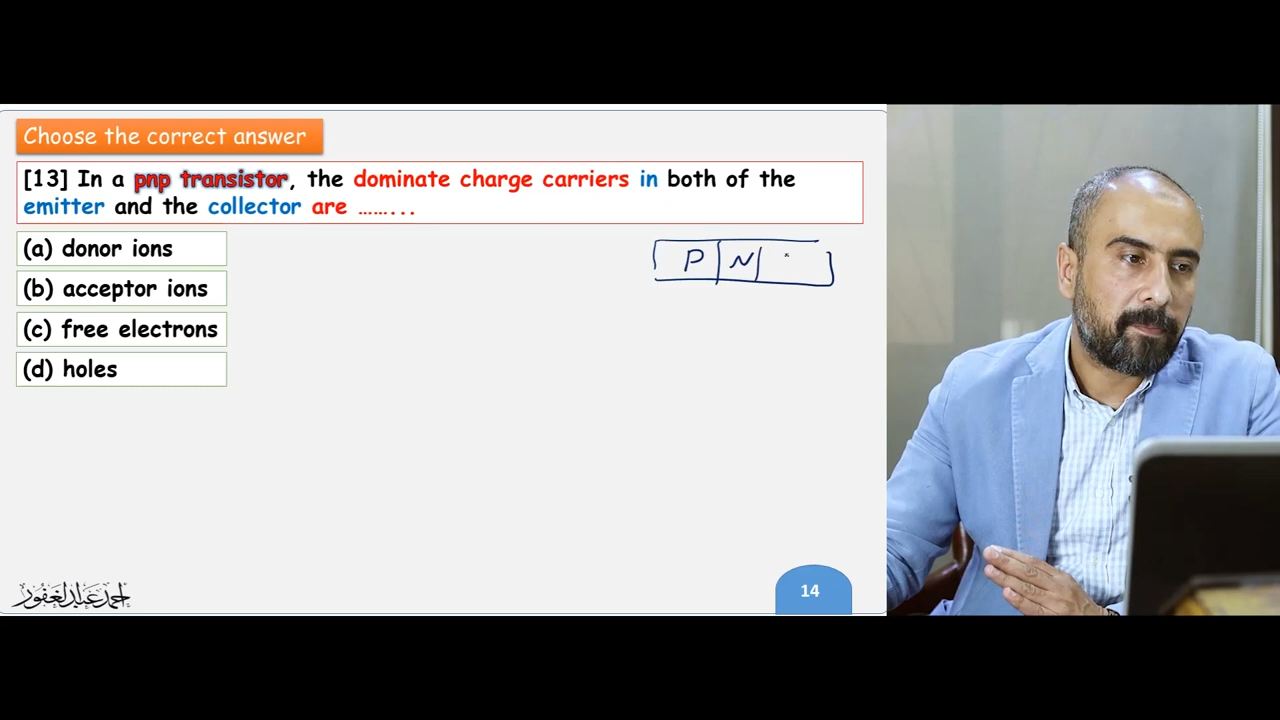 Choose the correct answer
[13] In a pnp transistor, the dominate charge carriers in both of the
emitter and the collector are ……...
(a) donor ions
(b) acceptor ions
(c) free electrons
(d) holes
P N
احمد عبد الغفور
14